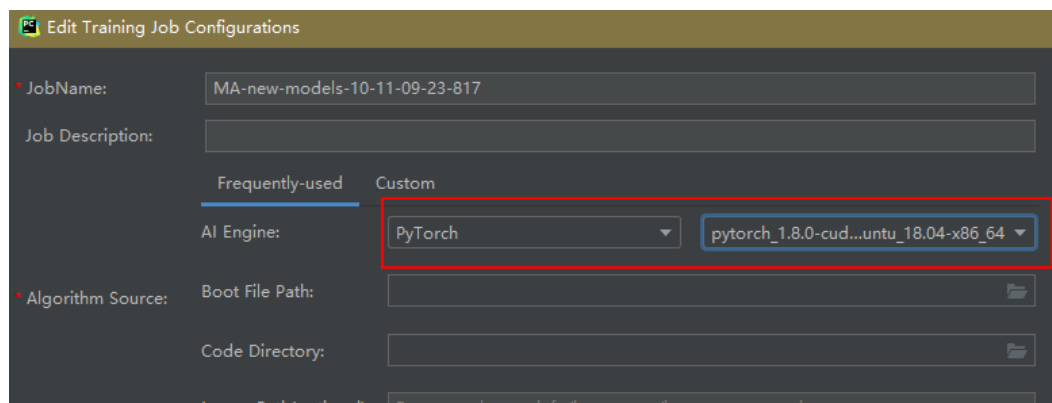 PC Edit Training Job Configurations
* JobName: MA-new-models-10-11-09-23-817
Job Description:
Frequently-used Custom
AI Engine: PyTorch pytorch_1.8.0-cud...untu_18.04-x86_64
* Algorithm Source: Boot File Path:
Code Directory: